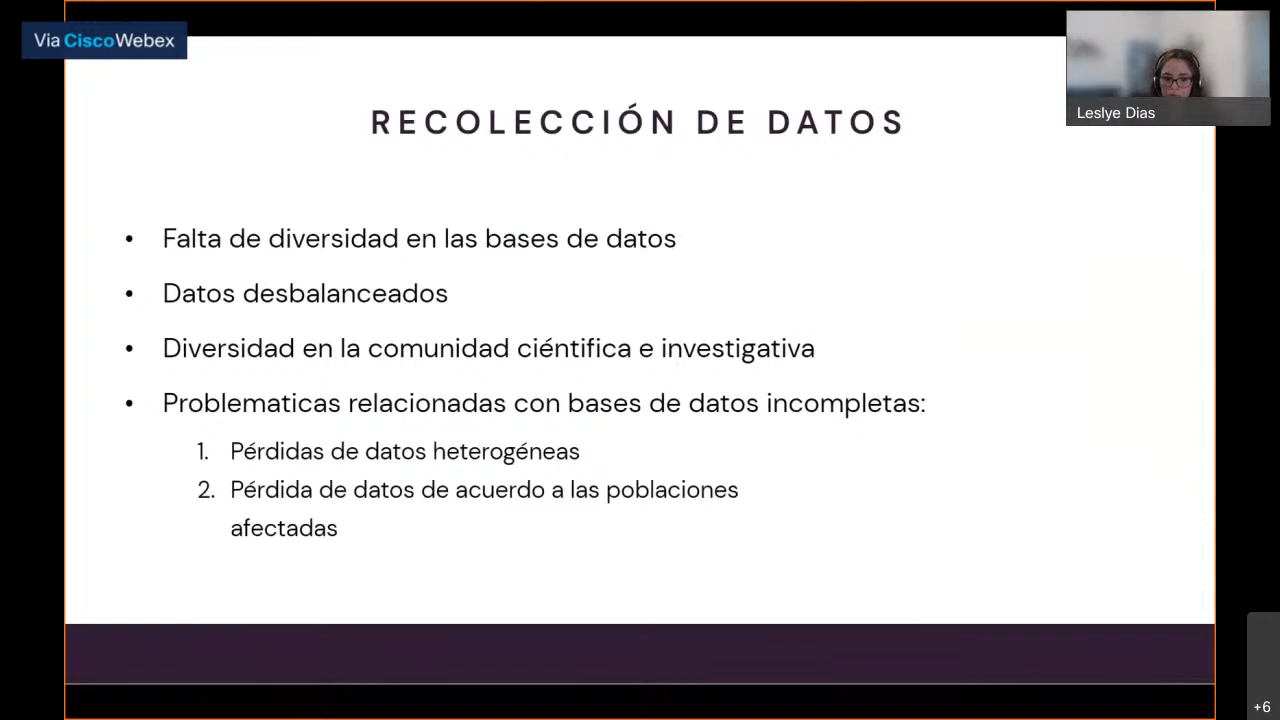 Via CiscoWebex
Leslye Dias
RECOLECCIÓN DE DATOS
• Falta de diversidad en las bases de datos
• Datos desbalanceados
• Diversidad en la comunidad ciéntifica e investigativa
• Problematicas relacionadas con bases de datos incompletas:
1. Pérdidas de datos heterogéneas
2. Pérdida de datos de acuerdo a las poblaciones
afectadas
+6